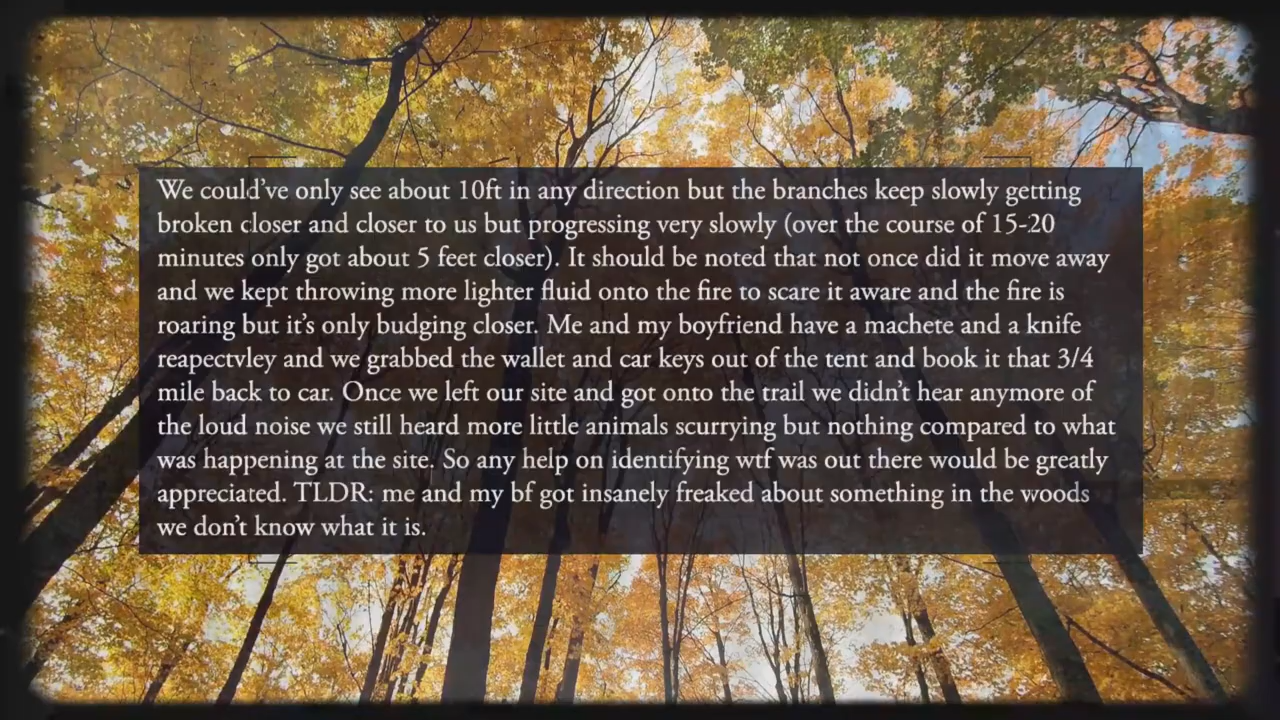 We could've only see about 10ft in any direction but the branches keep slowly getting
broken closer and closer to us but progressing very slowly (over the course of 15-20
minutes only got about 5 feet closer). It should be noted that not once did it move away
and we kept throwing more lighter fluid onto the fire to scare it aware and the fire is
roaring but it's only budging closer. Me and my boyfriend have a machete and a knife
reapectvley and we grabbed the wallet and car keys out of the tent and book it that 3/4
mile back to car. Once we left our site and got onto the trail we didn't hear anymore of
the loud noise we still heard more little animals scurrying but nothing compared to what
was happening at the site. So any help on identifying wtf was out there would be greatly
appreciated. TLDR: me and my bf got insanely freaked about something in the woods
we don't know what it is.